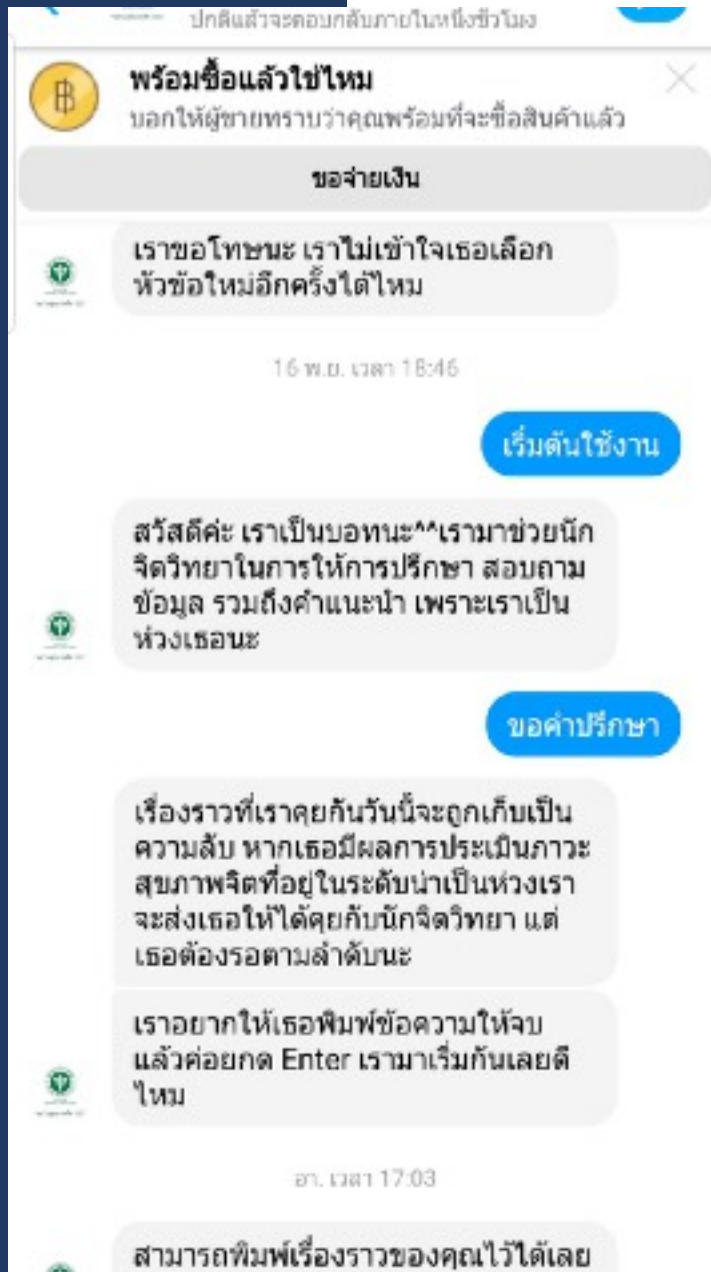 ปกติแล้วจะตอบกลับภายในหนึ่งชั่วโมง
พร้อมซื้อแล้วใช่ไหม
บอกให้ผู้ขายทราบว่าคุณพร้อมที่จะซื้อสินค้าแล้ว
ขอจ่ายเงิน
เราขอโทษนะ เราไม่เข้าใจเธอเลือก
หัวข้อใหม่อีกครั้งได้ไหม
16 พ.ย. เวลา 18:46
เริ่มต้นใช้งาน
สวัสดีค่ะ เราเป็นบอทนะ^^เรามาช่วยนัก
จิตวิทยาในการให้การปรึกษา สอบถาม
ข้อมูล รวมถึงคำแนะนำ เพราะเราเป็น
ห่วงเธอนะ
ขอคำปรึกษา
เรื่องราวที่เราคุยกันวันนี้จะถูกเก็บเป็น
ความลับ หากเธอมีผลการประเมินภาวะ
สุขภาพจิตที่อยู่ในระดับน่าเป็นห่วงเรา
จะส่งเธอให้ได้คุยกับนักจิตวิทยา แต่
เธอต้องรอตามลำดับนะ
เราอยากให้เธอพิมพ์ข้อความให้จบ
แล้วค่อยกด Enter เรามาเริ่มกันเลยดี
ไหม
อา. เวลา 17:03
สามารถพิมพ์เรื่องราวของคุณไว้ได้เลย